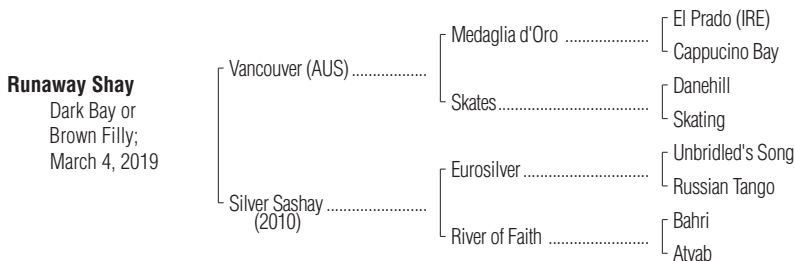 Runaway Shay
Dark Bay or
Brown Filly;
March 4, 2019
Vancouver (AUS)
Silver Sashay
(2010)
Medaglia d'Oro
Skates
Eurosilver
River of Faith
El Prado (IRE)
Cappucino Bay
Danehill
Skating
Unbridled's Song
Russian Tango
Bahri
Atyab